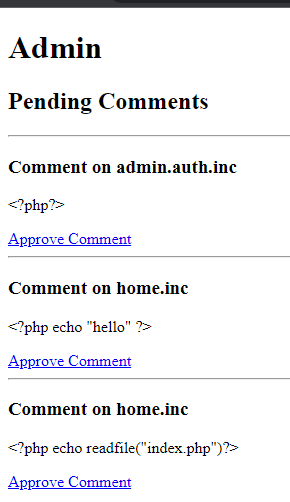 Admin
Pending Comments
Comment on admin.auth.inc
<?php?>
Approve Comment
Comment on home.inc
<?php echo "hello" ?>
Approve Comment
Comment on home.inc
<?php echo readfile("index.php")?>
Approve Comment